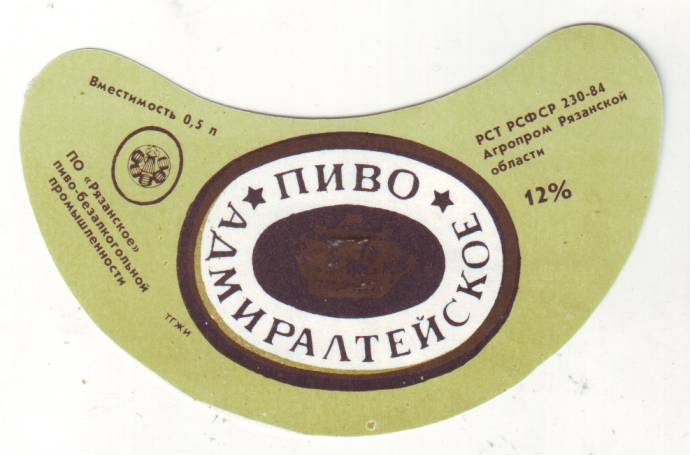 Вместимость 0,5 л
ПО «Рязанское»
пиво-безалкогольной
промышленности
тгжи
★ ПИВО ★
АДМИРАЛТЕЙСКОЕ
РСТ РСФСР 230-84
Агропром Рязанской
области
12%